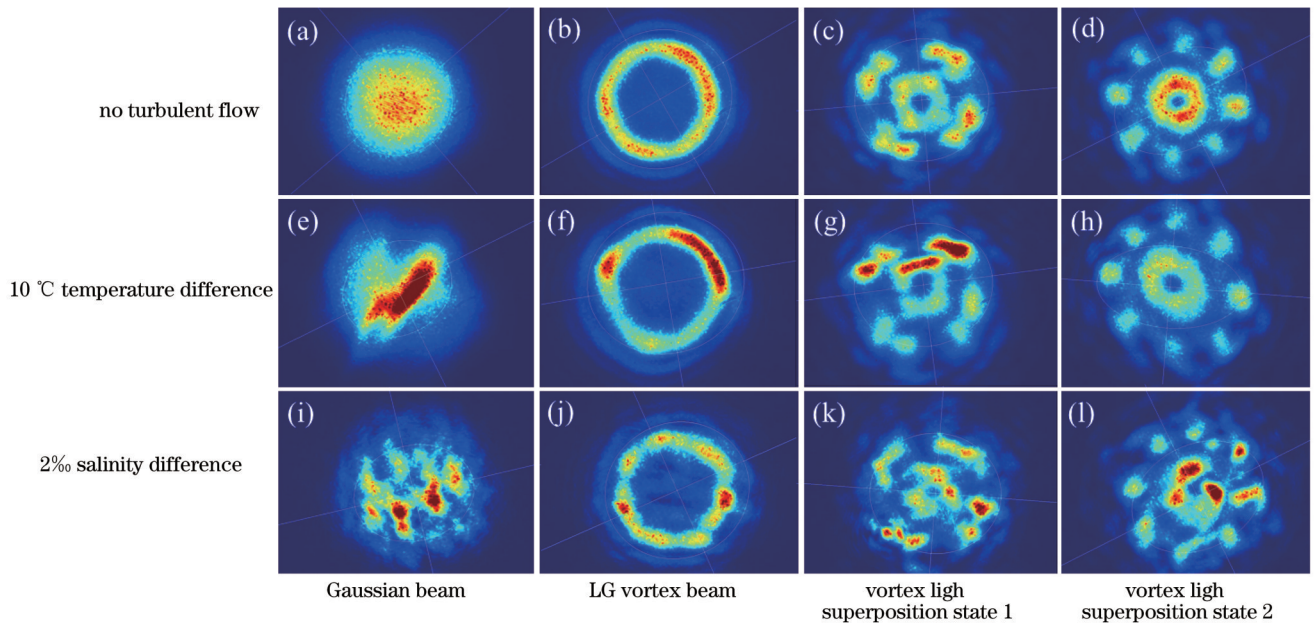 (a) (b) (c) (d)
no turbulent flow
(e) (f) (g) (h)
10 ℃ temperature difference
(i) (j) (k) (l)
2‰ salinity difference
Gaussian beam LG vortex beam vortex ligh vortex ligh
superposition state 1 superposition state 2